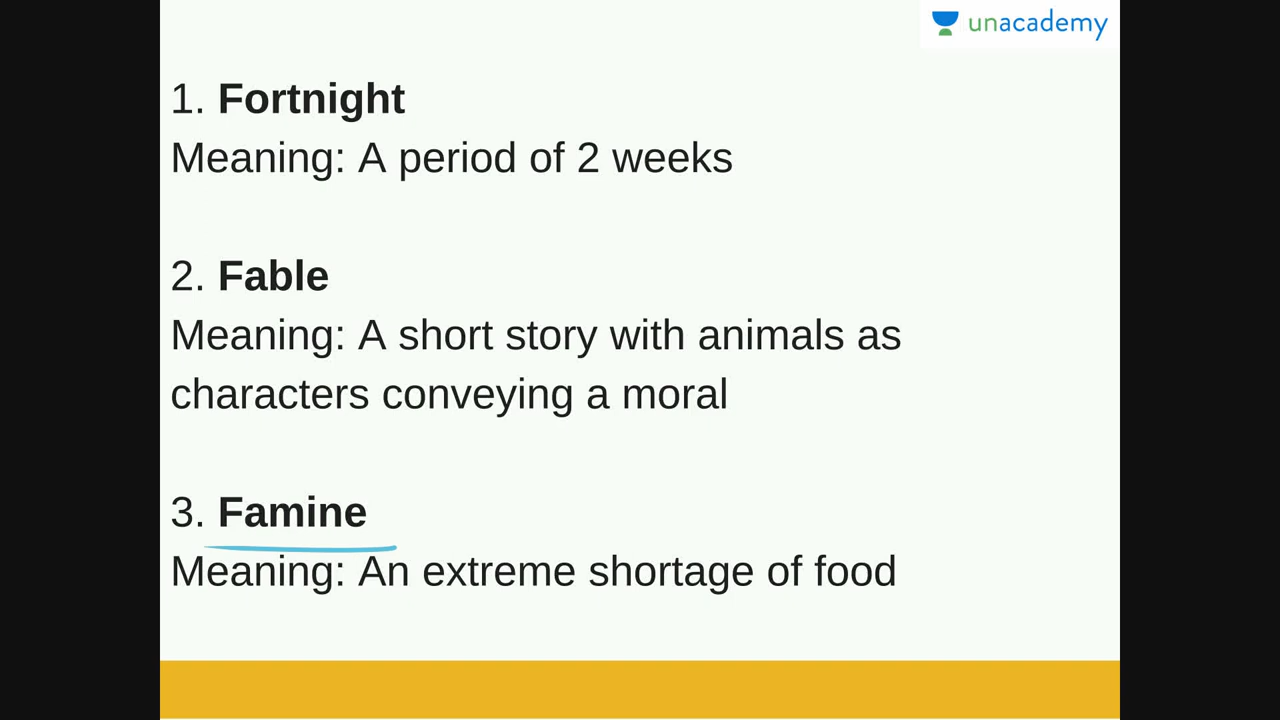 unacademy
1. Fortnight
Meaning: A period of 2 weeks
2. Fable
Meaning: A short story with animals as
characters conveying a moral
3. Famine
Meaning: An extreme shortage of food